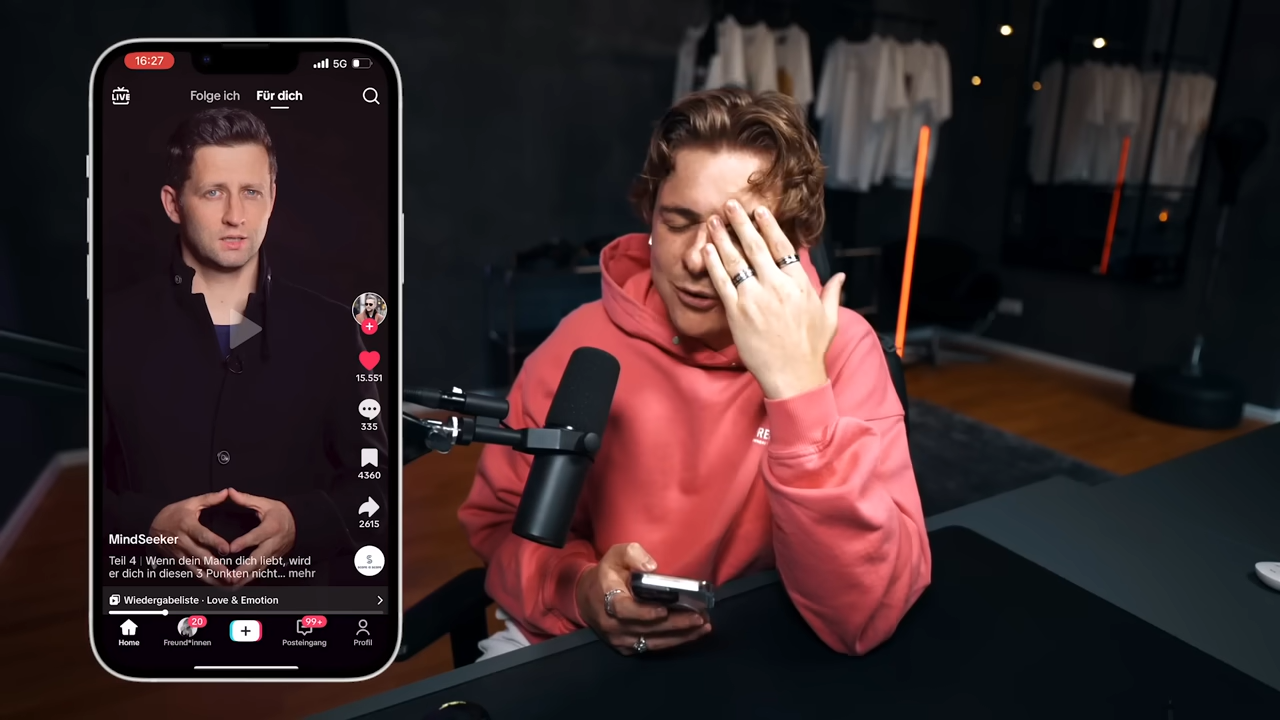 16:27
5G
LIVE
Folge ich
Für dich
15.551
335
4360
2615
MindSeeker
Teil 4 | Wenn dein Mann dich liebt, wird
er dich in diesen 3 Punkten nicht... mehr
Wiedergabeliste · Love & Emotion
20
99+
Home
Freund*innen
Posteingang
Profil